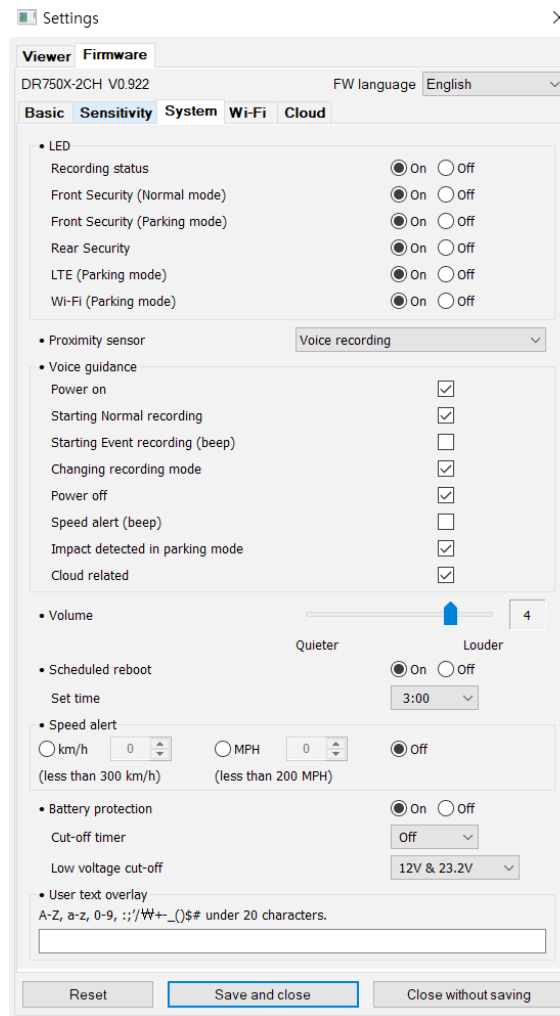 Settings
Viewer Firmware
DR750X-2CH V0.922 FW language English
Basic Sensitivity System Wi-Fi Cloud
• LED
Recording status On Off
Front Security (Normal mode) On Off
Front Security (Parking mode) On Off
Rear Security On Off
LTE (Parking mode) On Off
Wi-Fi (Parking mode) On Off
• Proximity sensor Voice recording
• Voice guidance
Power on
Starting Normal recording
Starting Event recording (beep)
Changing recording mode
Power off
Speed alert (beep)
Impact detected in parking mode
Cloud related
• Volume 4
Quieter Louder
• Scheduled reboot On Off
Set time 3:00
• Speed alert
km/h 0 MPH 0 Off
(less than 300 km/h) (less than 200 MPH)
• Battery protection On Off
Cut-off timer Off
Low voltage cut-off 12V & 23.2V
• User text overlay
A-Z, a-z, 0-9, :;'/₩+-_()$# under 20 characters.
Reset Save and close Close without saving